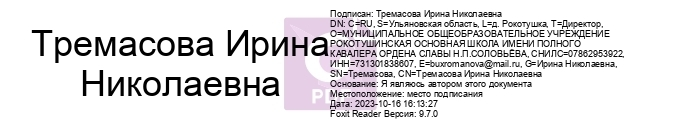 Тремасова Ирина
Николаевна
Подписан: Тремасова Ирина Николаевна
DN: C=RU, S=Ульяновская область, L=д. Рокотушка, T=Директор,
O=МУНИЦИПАЛЬНОЕ ОБЩЕОБРАЗОВАТЕЛЬНОЕ УЧРЕЖДЕНИЕ
РОКОТУШИНСКАЯ ОСНОВНАЯ ШКОЛА ИМЕНИ ПОЛНОГО
КАВАЛЕРА ОРДЕНА СЛАВЫ Н.П.СОЛОВЬЁВА, СНИЛС=07862953922,
ИНН=731301838607, E=buxromanova@mail.ru, G=Ирина Николаевна,
SN=Тремасова, CN=Тремасова Ирина Николаевна
Основание: Я являюсь автором этого документа
Местоположение: место подписания
Дата: 2023-10-16 16:13:27
Foxit Reader Версия: 9.7.0